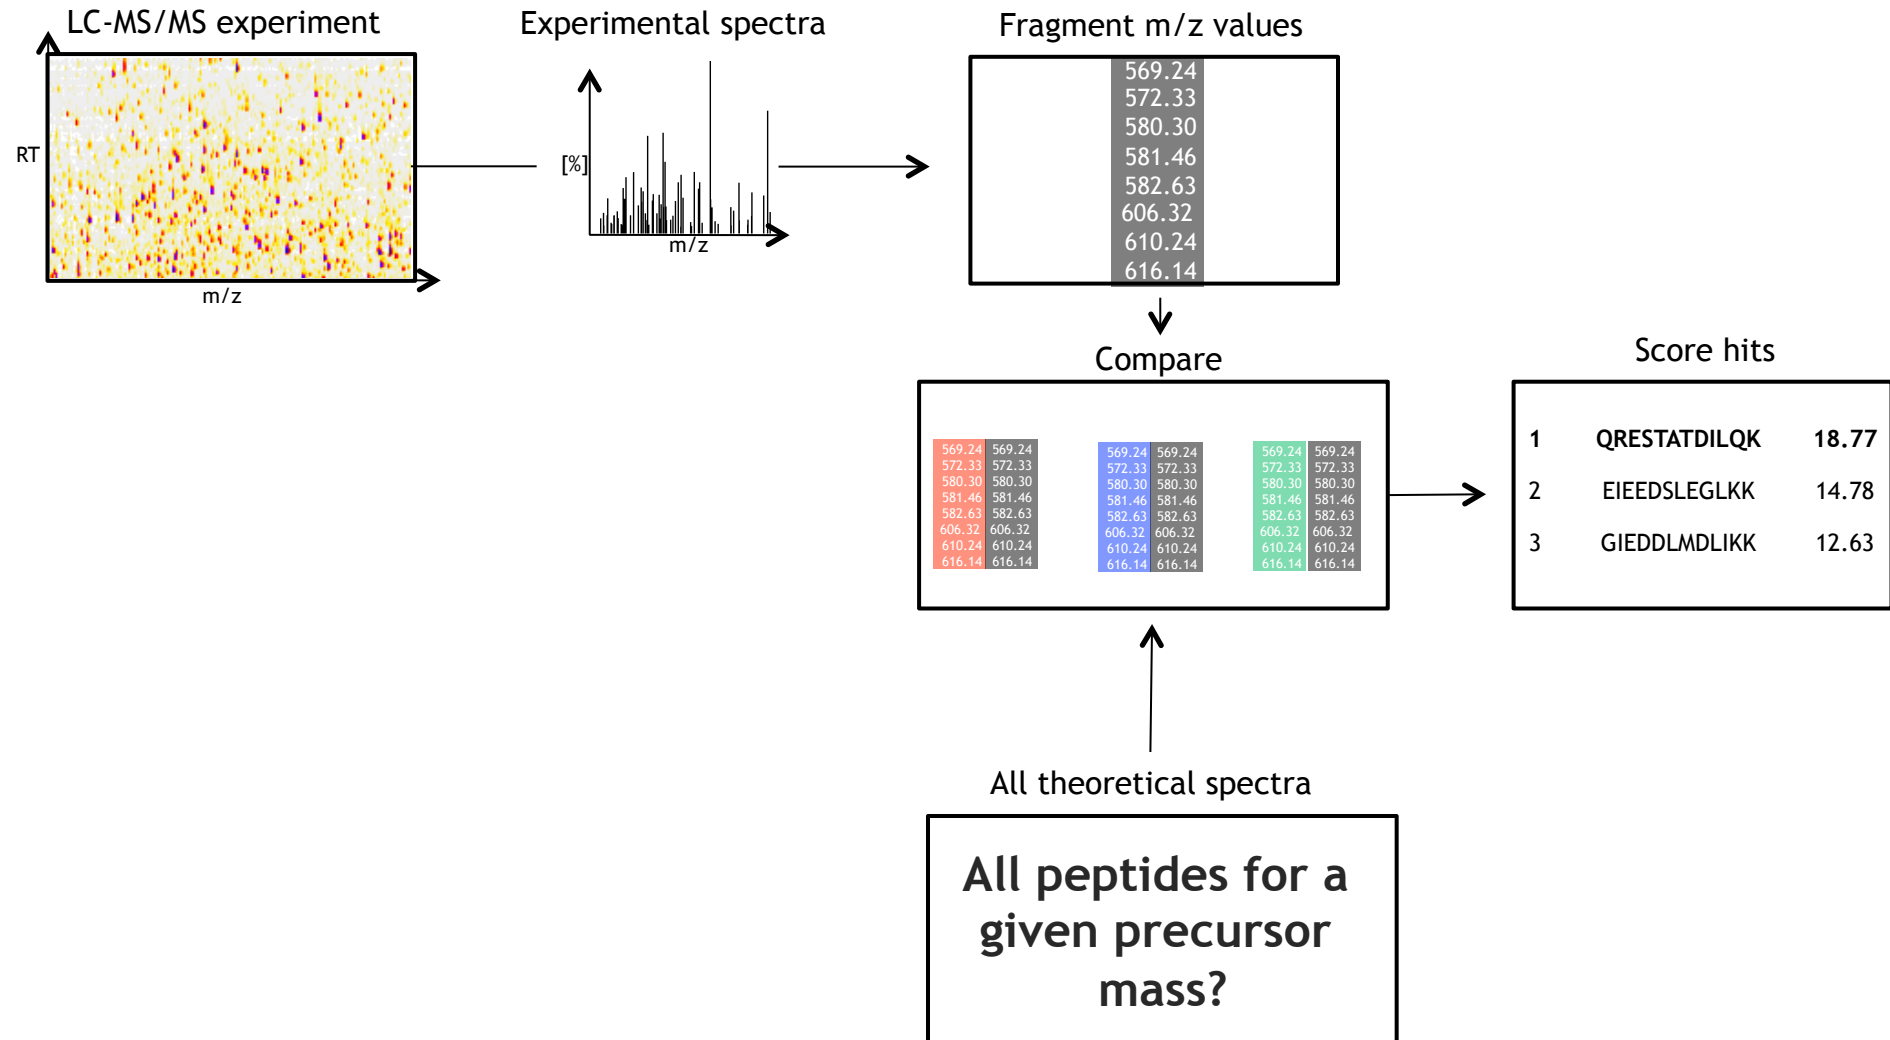 LC-MS/MS experiment
RT
m/z
Experimental spectra
[%]
m/z
Fragment m/z values
569.24
572.33
580.30
581.46
582.63
606.32
610.24
616.14
Compare
569.24 569.24
572.33 572.33
580.30 580.30
581.46 581.46
582.63 582.63
606.32 606.32
610.24 610.24
616.14 616.14
569.24 569.24
572.33 572.33
580.30 580.30
581.46 581.46
582.63 582.63
606.32 606.32
610.24 610.24
616.14 616.14
569.24 569.24
572.33 572.33
580.30 580.30
581.46 581.46
582.63 582.63
606.32 606.32
610.24 610.24
616.14 616.14
Score hits
1 QRESTATDILQK 18.77
2 EIEEDSLEGLKK 14.78
3 GIEDDLMDLIKK 12.63
All theoretical spectra
All peptides for a
given precursor
mass?